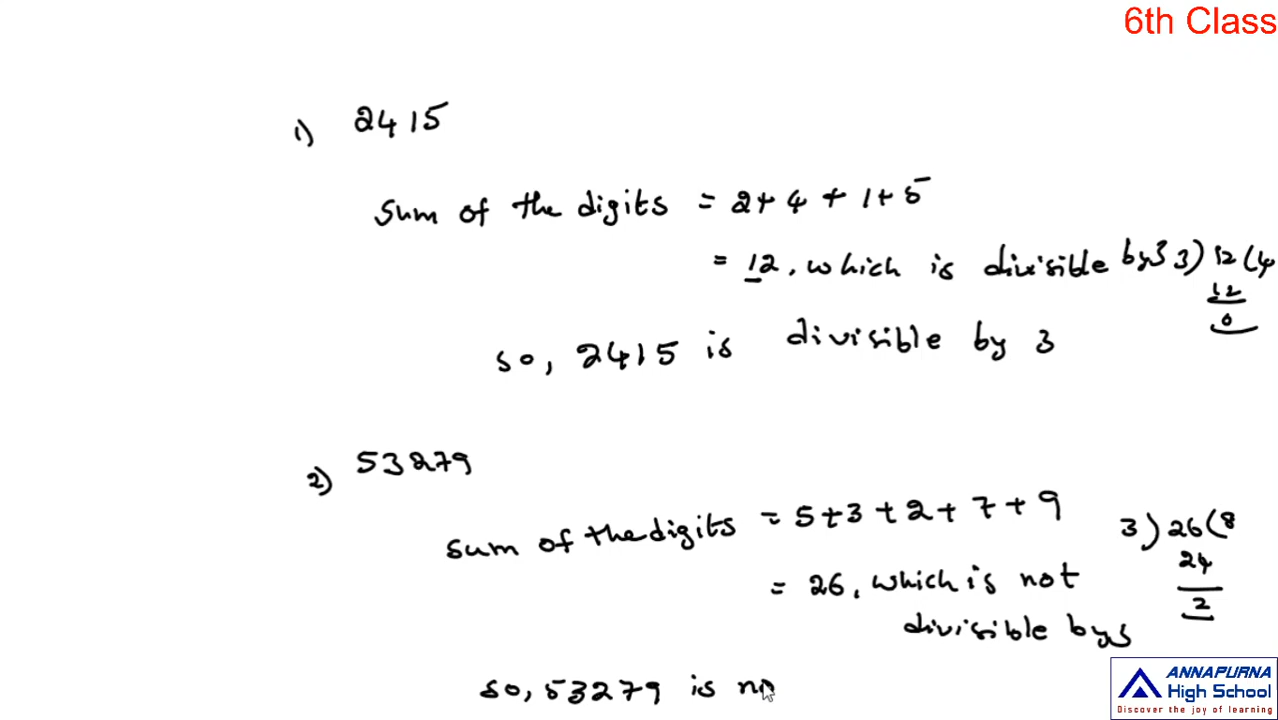 6th Class
1) 2415
sum of the digits = 2+ 4 + 1+ 5
= 12, which is divisible by 3 3) 12 (4
12
0
so, 2415 is divisible by 3
2) 53279
sum of the digits = 5+3 + 2+ 7 + 9
3) 26 (8
24
2
= 26, which is not
divisible by
so, 53279 is no
ANNAPURNA
High School
Discover the joy of learning